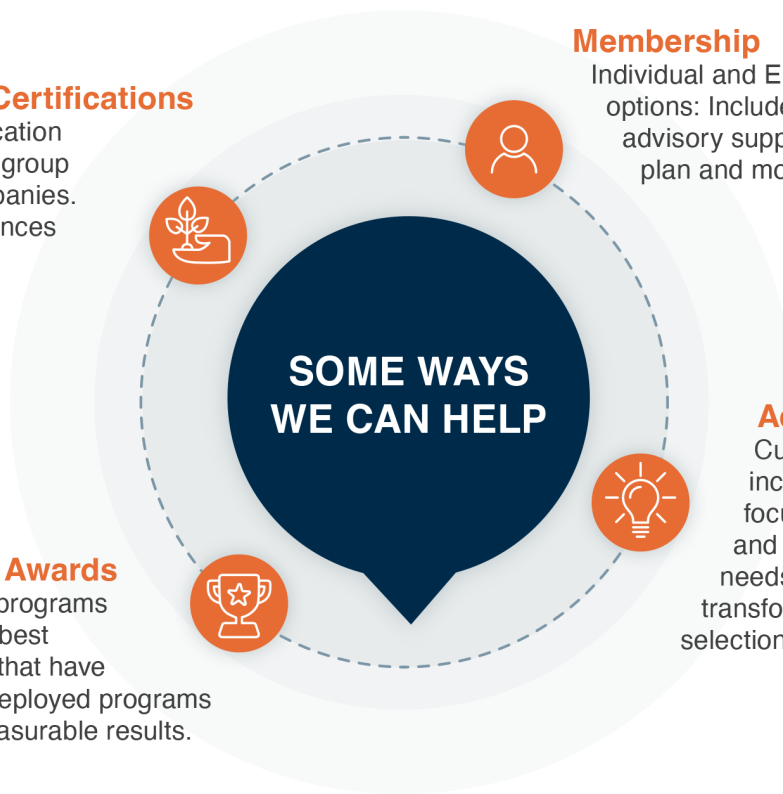 Membership
Individual and E
options: Include
advisory supp
plan and mo
Certifications
cation
group
panies.
nces
SOME WAYS
WE CAN HELP
Cu
inc
focu
and
needs
transfo
selection
Awards
programs
best
that have
eployed programs
asurable results.